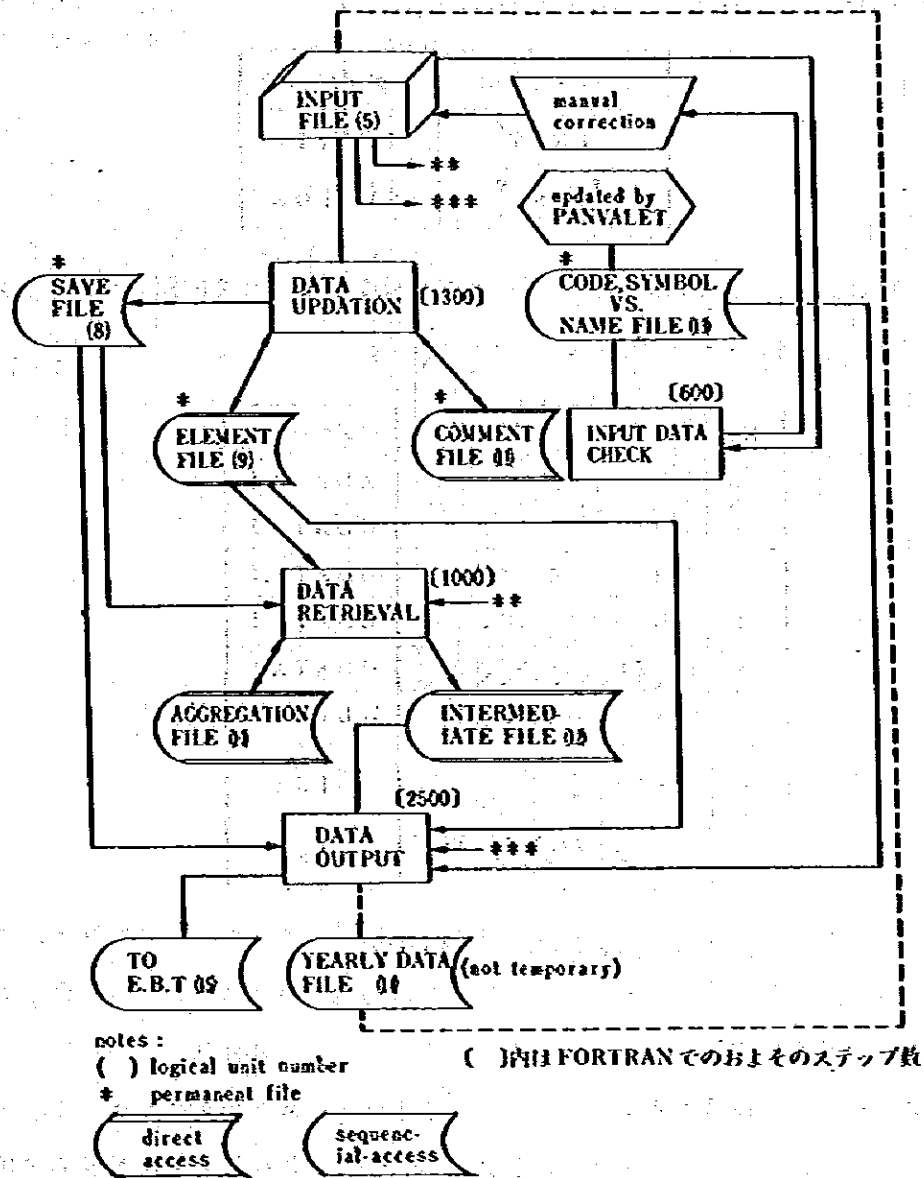 INPUT
FILE (5)
manual
correction
**
***
updated by
PANVALET
*
SAVE
FILE
(8)
DATA
UPDATION
(1300)
*
CODE, SYMBOL
VS.
NAME FILE
*
ELEMENT
FILE (9)
*
COMMENT
FILE
(600)
INPUT DATA
CHECK
DATA
RETRIEVAL
(1000)
**
AGGREGATION
FILE
INTERMED-
IATE FILE
(2500)
DATA
OUTPUT
***
TO
E.B.T
YEARLY DATA
FILE
(not temporary)
notes :
( ) logical unit number
( )内はFORTRANでのおよそのステップ数
* permanent file
direct
access
sequenc-
ial-access